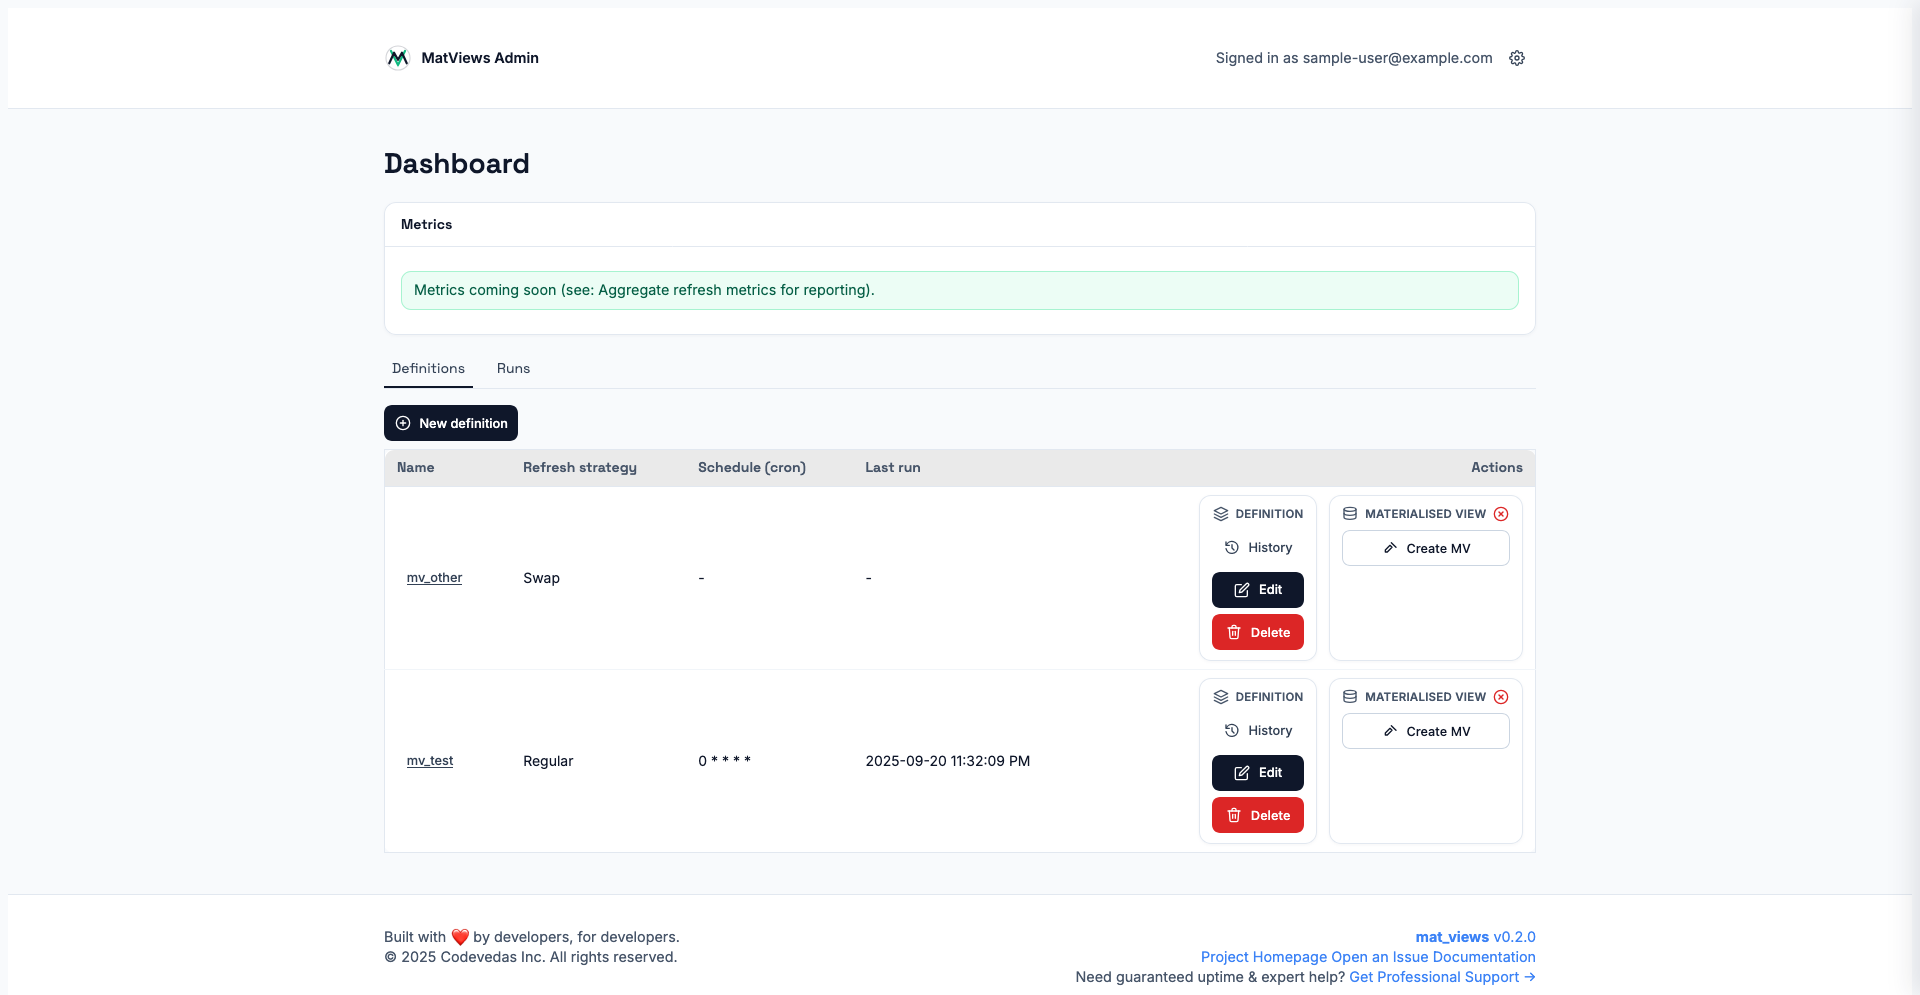 MatViews Admin
Signed in as sample-user@example.com
Dashboard
Metrics
Metrics coming soon (see: Aggregate refresh metrics for reporting).
Definitions Runs
New definition
Name Refresh strategy Schedule (cron) Last run Actions
DEFINITION MATERIALISED VIEW
History Create MV
mv_other Swap - -
Edit
Delete
DEFINITION MATERIALISED VIEW
History Create MV
mv_test Regular 0 * * * * 2025-09-20 11:32:09 PM
Edit
Delete
Built with ❤️ by developers, for developers.
© 2025 Codevedas Inc. All rights reserved.
mat_views v0.2.0
Project Homepage Open an Issue Documentation
Need guaranteed uptime & expert help? Get Professional Support →